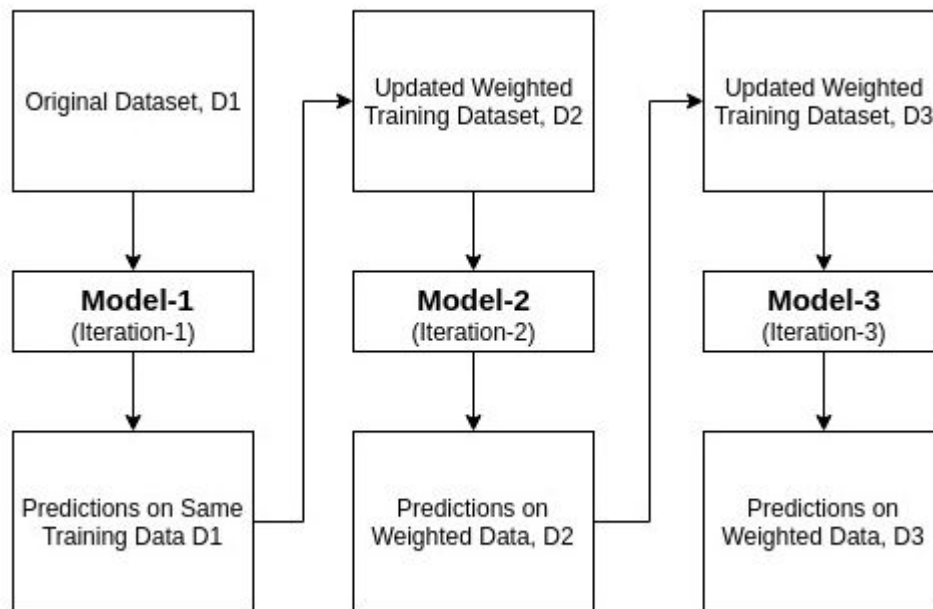 Original Dataset, D1
Updated Weighted
Training Dataset, D2
Updated Weighted
Training Dataset, D3
Model-1
(Iteration-1)
Model-2
(Iteration-2)
Model-3
(Iteration-3)
Predictions on Same
Training Data D1
Predictions on
Weighted Data, D2
Predictions on
Weighted Data, D3